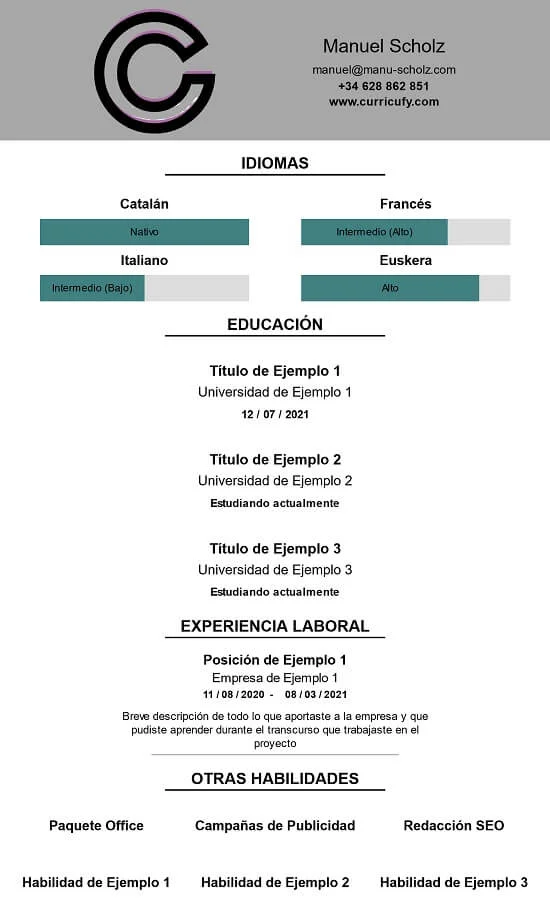 Manuel Scholz
manuel@manu-scholz.com
+34 628 862 851
www.curricufy.com
IDIOMAS
Catalán
Francés
Nativo
Intermedio (Alto)
Italiano
Euskera
Intermedio (Bajo)
Alto
EDUCACIÓN
Título de Ejemplo 1
Universidad de Ejemplo 1
12 / 07 / 2021
Título de Ejemplo 2
Universidad de Ejemplo 2
Estudiando actualmente
Título de Ejemplo 3
Universidad de Ejemplo 3
Estudiando actualmente
EXPERIENCIA LABORAL
Posición de Ejemplo 1
Empresa de Ejemplo 1
11 / 08 / 2020 - 08 / 03 / 2021
Breve descripción de todo lo que aportaste a la empresa y que
pudiste aprender durante el transcurso que trabajaste en el
proyecto
OTRAS HABILIDADES
Paquete Office
Campañas de Publicidad
Redacción SEO
Habilidad de Ejemplo 1
Habilidad de Ejemplo 2
Habilidad de Ejemplo 3